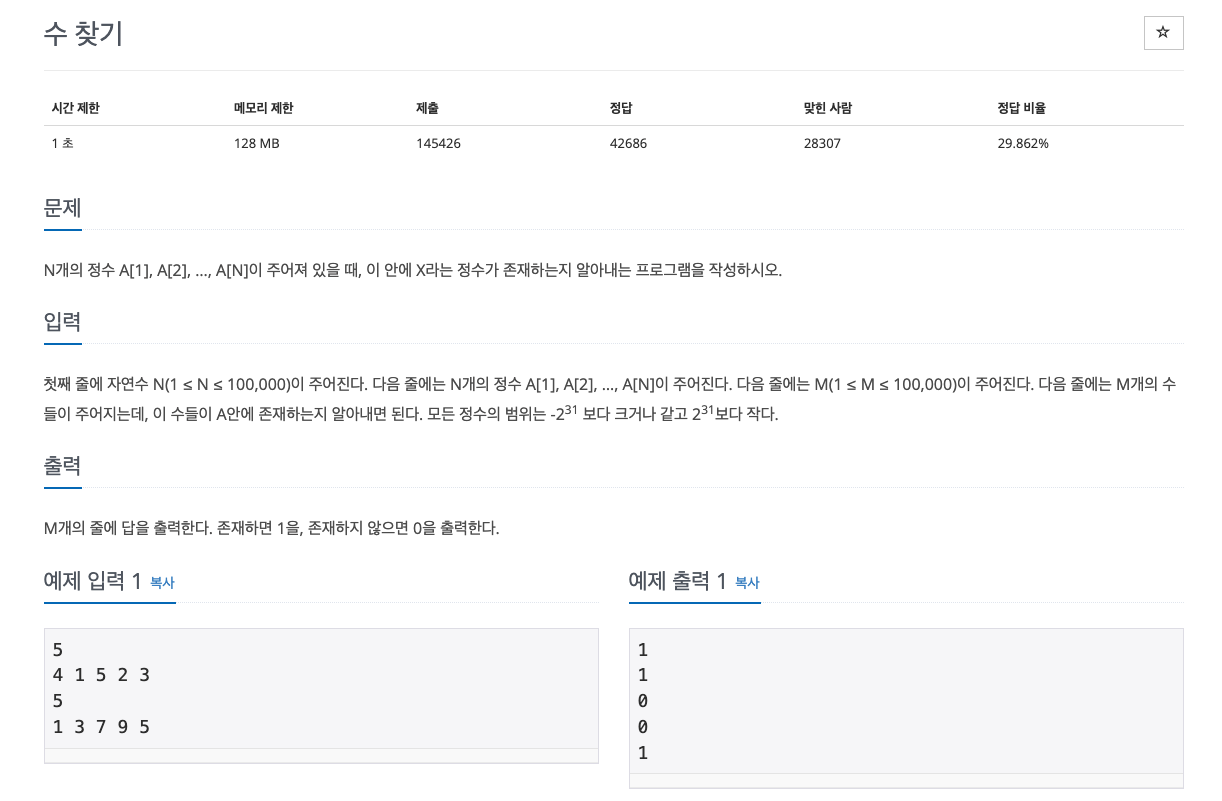 수 찾기
☆
시간 제한 메모리 제한 제출 정답 맞힌 사람 정답 비율
1 초 128 MB 145426 42686 28307 29.862%
문제
N개의 정수 A[1], A[2], ..., A[N]이 주어져 있을 때, 이 안에 X라는 정수가 존재하는지 알아내는 프로그램을 작성하시오.
입력
첫째 줄에 자연수 N(1 ≤ N ≤ 100,000)이 주어진다. 다음 줄에는 N개의 정수 A[1], A[2], ..., A[N]이 주어진다. 다음 줄에는 M(1 ≤ M ≤ 100,000)이 주어진다. 다음 줄에는 M개의 수
들이 주어지는데, 이 수들이 A안에 존재하는지 알아내면 된다. 모든 정수의 범위는 -2³¹ 보다 크거나 같고 2³¹보다 작다.
출력
M개의 줄에 답을 출력한다. 존재하면 1을, 존재하지 않으면 0을 출력한다.
예제 입력 1 복사
5
4 1 5 2 3
5
1 3 7 9 5
예제 출력 1 복사
1
1
0
0
1